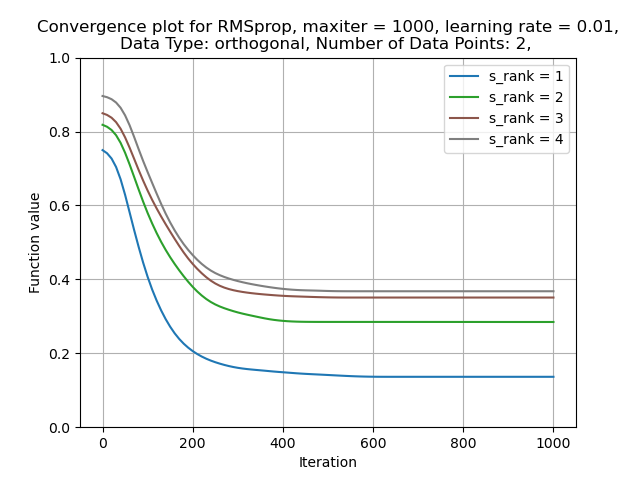 Convergence plot for RMSprop, maxiter = 1000, learning rate = 0.01,
Data Type: orthogonal, Number of Data Points: 2,
s_rank = 1
s_rank = 2
s_rank = 3
s_rank = 4
Function value
1.0
0.8
0.6
0.4
0.2
0.0
0 200 400 600 800 1000
Iteration